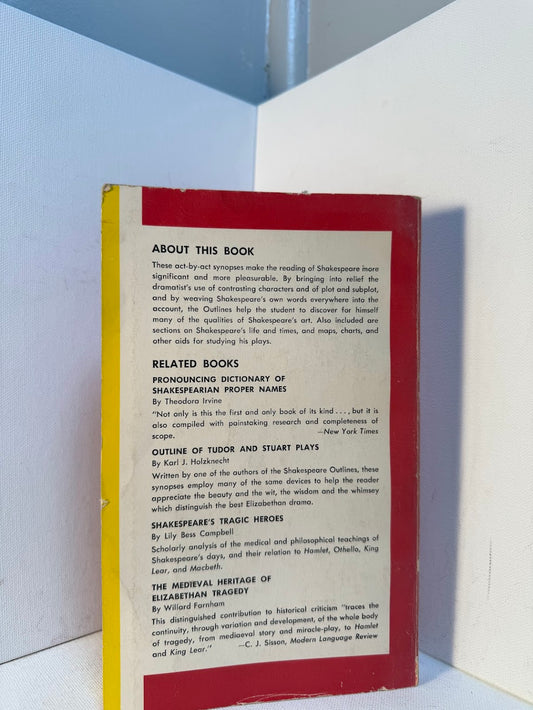 ABOUT THIS BOOK
These act-by-act synopses make the reading of Shakespeare more
significant and more pleasurable. By bringing into relief the
dramatist's use of contrasting characters and of plot and subplot,
and by weaving Shakespeare's own words everywhere into the
account, the Outlines help the student to discover for himself
many of the qualities of Shakespeare's art. Also included are
sections on Shakespeare's life and times, and maps, charts, and
other aids for studying his plays.
RELATED BOOKS
PRONOUNCING DICTIONARY OF
SHAKESPEARIAN PROPER NAMES
By Theodora Irvine
"Not only is this the first and only book of its kind . . . , but it is
also compiled with painstaking research and completeness of
scope. —New York Times
OUTLINE OF TUDOR AND STUART PLAYS
By Karl J. Holzknecht
Written by one of the authors of the Shakespeare Outlines, these
synopses employ many of the same devices to help the reader
appreciate the beauty and the wit, the wisdom and the whimsey
which distinguish the best Elizabethan drama.
SHAKESPEARE'S TRAGIC HEROES
By Lily Bess Campbell
Scholarly analysis of the medical and philosophical teachings of
Shakespeare's days, and their relation to Hamlet, Othello, King
Lear, and Macbeth.
THE MEDIEVAL HERITAGE OF
ELIZABETHAN TRAGEDY
By Willard Farnham
This distinguished contribution to historical criticism "traces the
continuity, through variation and development, of the whole body
of tragedy, from mediaeval story and miracle-play, to Hamlet
and King Lear." —C. J. Sisson, Modern Language Review